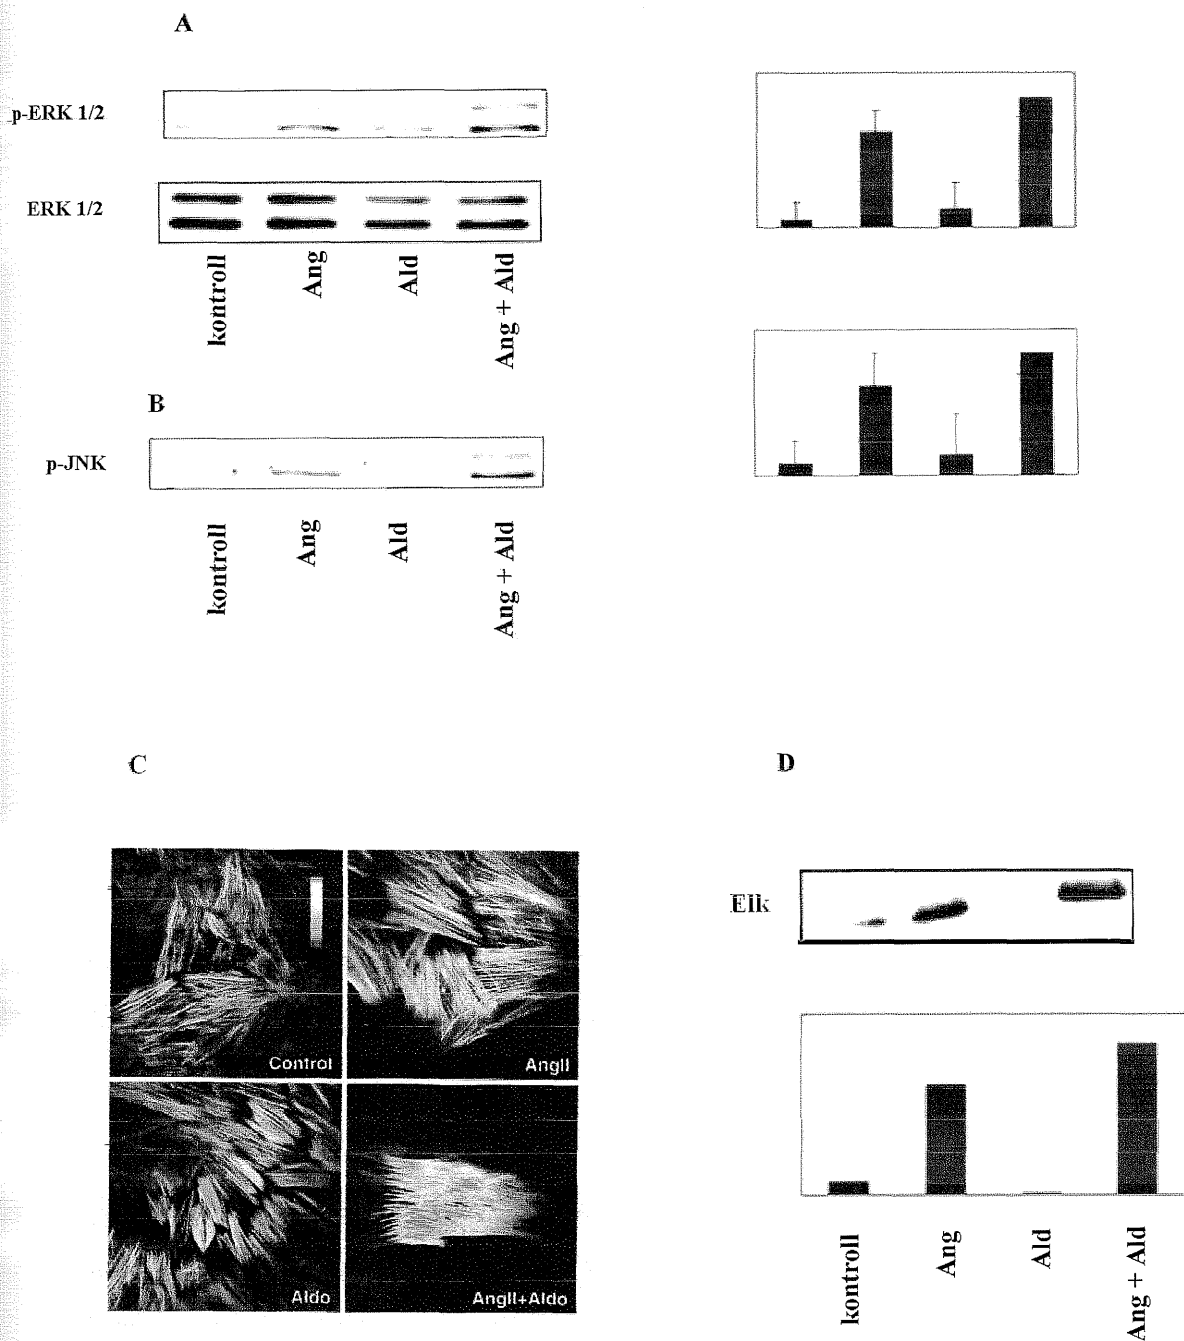 A
p-ERK 1/2
ERK 1/2
kontroll
Ang
Ald
Ang + Ald
B
p-JNK
kontroll
Ang
Ald
Ang + Ald
C
Control
AngII
Aldo
AngII+Aldo
D
Elk
kontroll
Ang
Ald
Ang + Ald